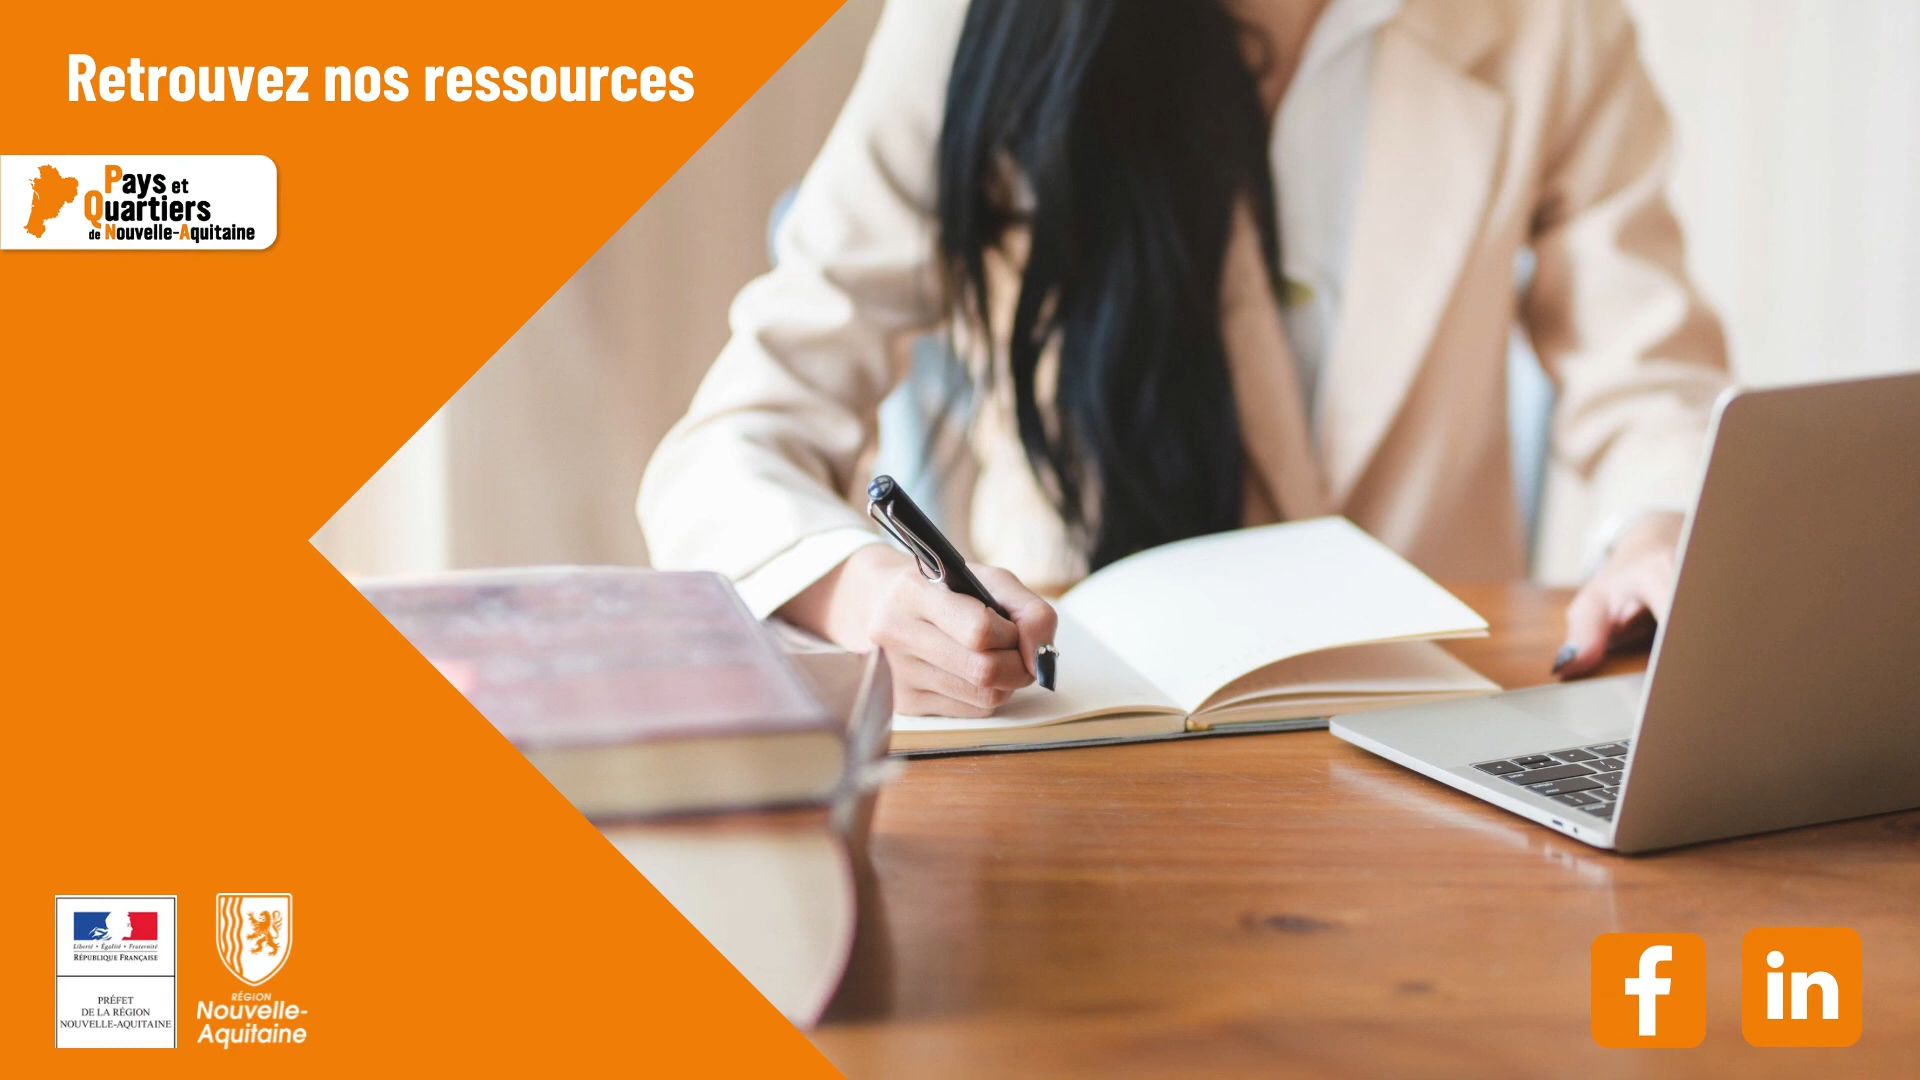 Retrouvez nos ressources
Pays et
Quartiers
de Nouvelle-Aquitaine
Liberté • Égalité • Fraternité
RÉPUBLIQUE FRANÇAISE
PRÉFET
DE LA RÉGION
NOUVELLE-AQUITAINE
RÉGION
Nouvelle-
Aquitaine
f
in